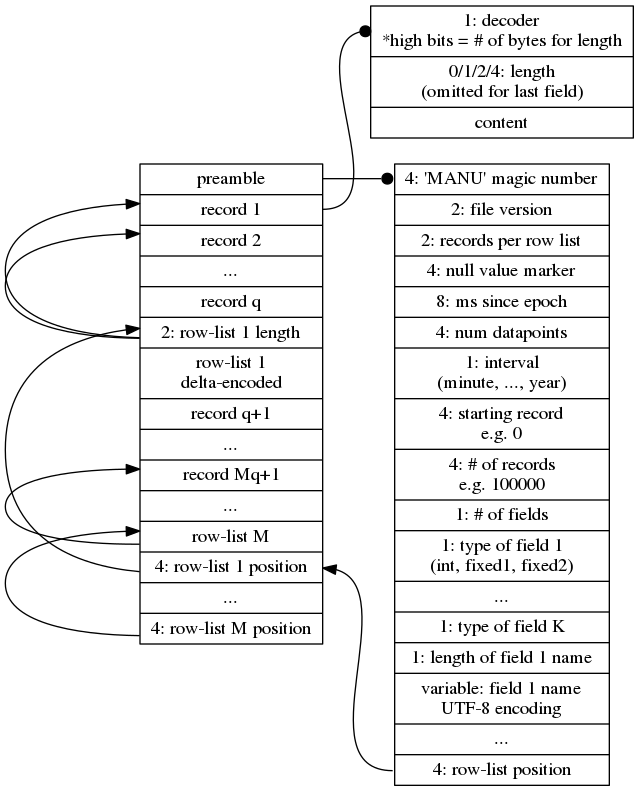 1: decoder
*high bits = # of bytes for length
0/1/2/4: length
(omitted for last field)
content
preamble
record 1
record 2
...
record q
2: row-list 1 length
row-list 1
delta-encoded
record q+1
...
record Mq+1
...
row-list M
4: row-list 1 position
...
4: row-list M position
4: 'MANU' magic number
2: file version
2: records per row list
4: null value marker
8: ms since epoch
4: num datapoints
1: interval
(minute, ..., year)
4: starting record
e.g. 0
4: # of records
e.g. 100000
1: # of fields
1: type of field 1
(int, fixed1, fixed2)
...
1: type of field K
1: length of field 1 name
variable: field 1 name
UTF-8 encoding
...
4: row-list position